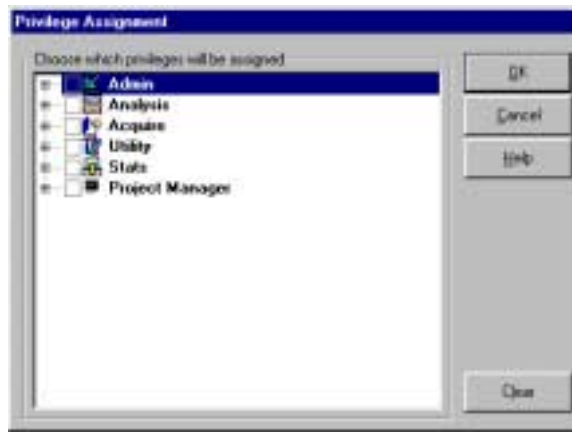 Privilege Assignment
Choose which privileges will be assigned
Admin
Analysis
Acquire
Utility
Stats
Project Manager
OK
Cancel
Help
Clear